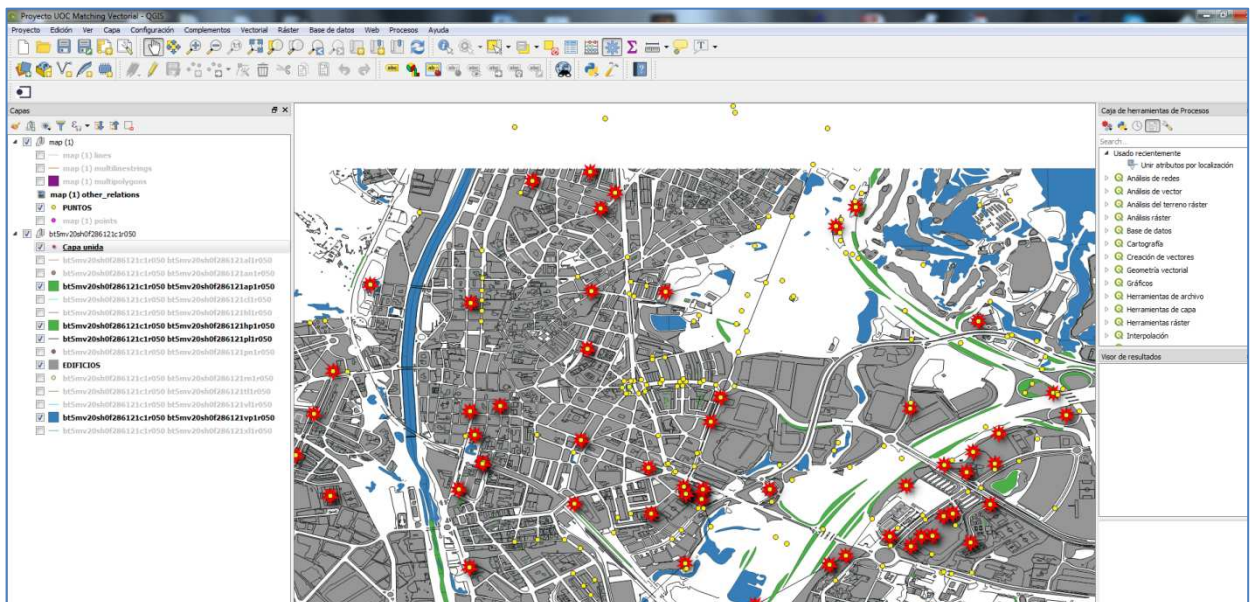 Proyecto UOC Matching Vectorial - QGIS
Proyecto Edición Ver Capa Configuración Complementos Vectorial Ráster Base de datos Web Procesos Ayuda
Capas
map (1)
map (1) lines
map (1) multilinestrings
map (1) multipolygons
map (1) other_relations
PUNTOS
map (1) points
bt5mv20sh0f286121c1r050
Capa unida
bt5mv20sh0f286121c1r050 bt5mv20sh0f286121al1r050
bt5mv20sh0f286121c1r050 bt5mv20sh0f286121an1r050
bt5mv20sh0f286121c1r050 bt5mv20sh0f286121ap1r050
bt5mv20sh0f286121c1r050 bt5mv20sh0f286121cl1r050
bt5mv20sh0f286121c1r050 bt5mv20sh0f286121hl1r050
bt5mv20sh0f286121c1r050 bt5mv20sh0f286121hp1r050
bt5mv20sh0f286121c1r050 bt5mv20sh0f286121pl1r050
bt5mv20sh0f286121c1r050 bt5mv20sh0f286121pn1r050
EDIFICIOS
bt5mv20sh0f286121c1r050 bt5mv20sh0f286121rn1r050
bt5mv20sh0f286121c1r050 bt5mv20sh0f286121tl1r050
bt5mv20sh0f286121c1r050 bt5mv20sh0f286121vl1r050
bt5mv20sh0f286121c1r050 bt5mv20sh0f286121vp1r050
Caja de herramientas de Procesos
Search...
Usado recientemente
Unir atributos por localización
Análisis de redes
Análisis de vector
Análisis del terreno ráster
Análisis ráster
Base de datos
Cartografía
Creación de vectores
Geometría vectorial
Gráficos
Herramientas de archivo
Herramientas de capa
Herramientas ráster
Interpolación
Visor de resultados